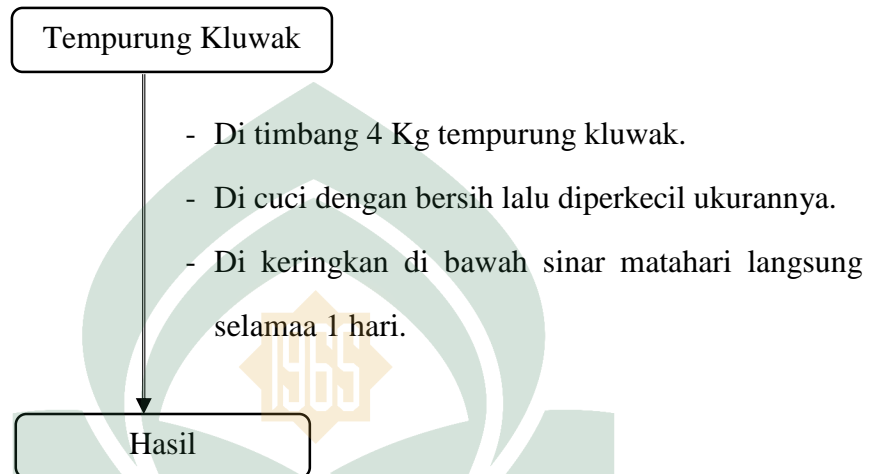 Tempurung Kluwak
- Di timbang 4 Kg tempurung kluwak.
- Di cuci dengan bersih lalu diperkecil ukurannya.
- Di keringkan di bawah sinar matahari langsung
selamaa 1 hari.
1965
Hasil